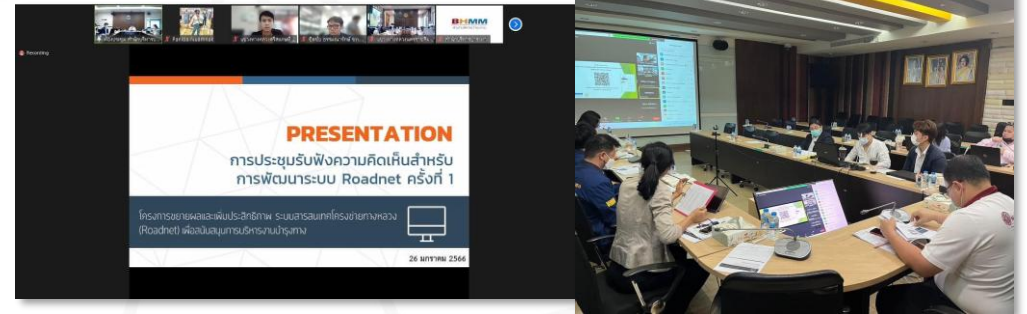 BHMM
Recording
PRESENTATION
การประชุมรับฟังความคิดเห็นสำหรับ
การพัฒนาระบบ Roadnet ครั้งที่ 1
โครงการขยายผลและเพิ่มประสิทธิภาพ ระบบสารสนเทศโครงข่ายทางหลวง
(Roadnet) เพื่อสนับสนุนการบริหารงานบำรุงทาง
26 มกราคม 2566